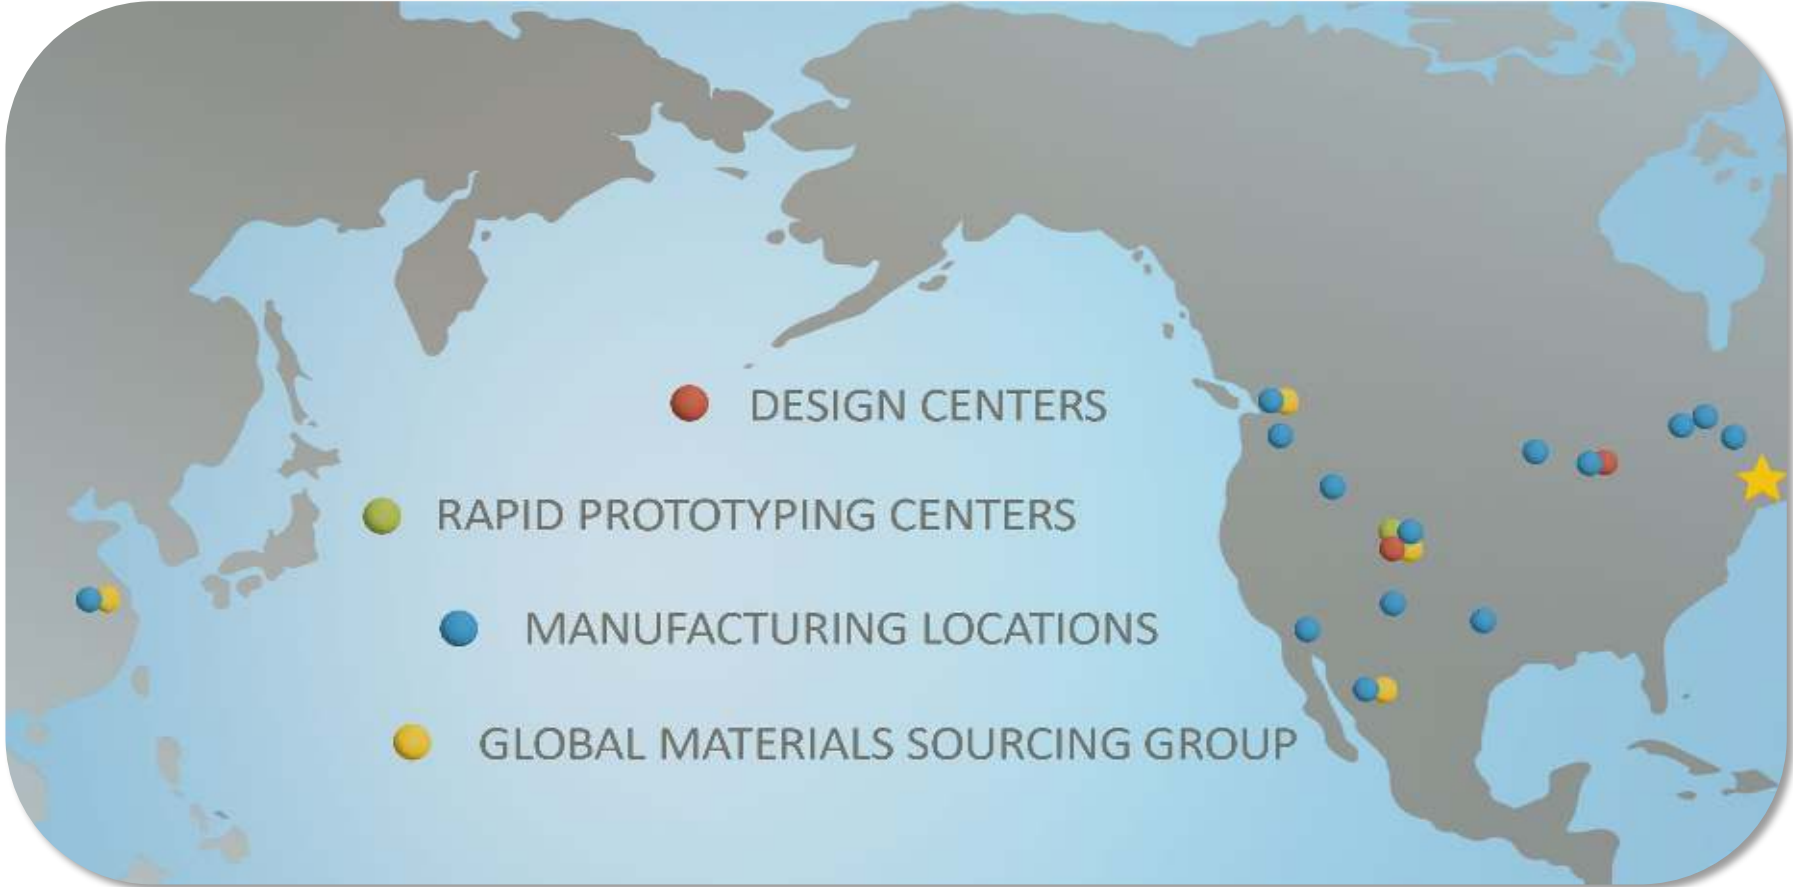 DESIGN CENTERS
RAPID PROTOTYPING CENTERS
MANUFACTURING LOCATIONS
GLOBAL MATERIALS SOURCING GROUP